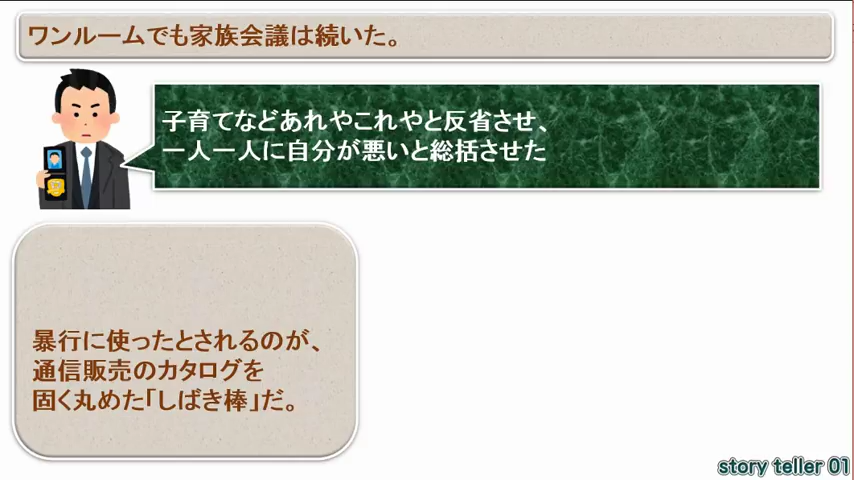 ワンルームでも家族会議は続いた。
子育てなどあれやこれやと反省させ、
一人一人に自分が悪いと総括させた
暴行に使ったとされるのが、
通信販売のカタログを
固く丸めた「しばき棒」だ。
story teller 01